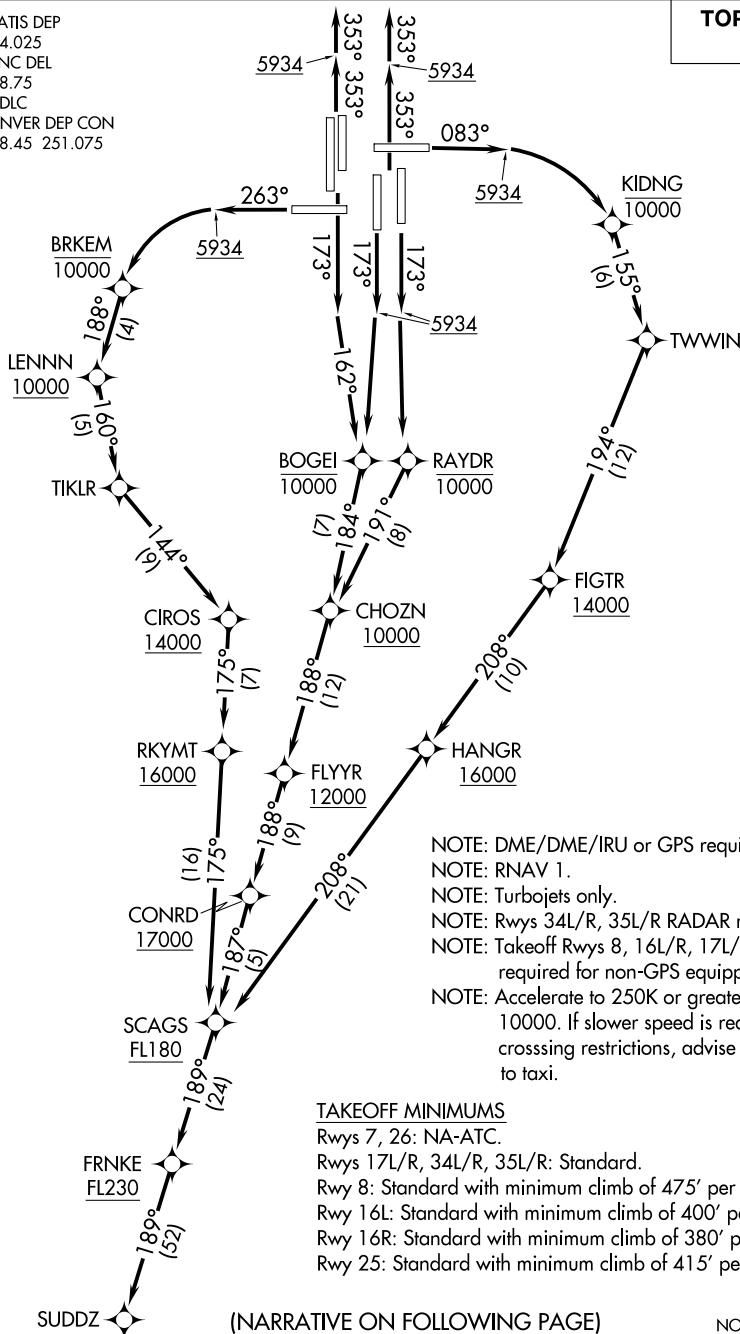 ATIS DEP
4.025
NC DEL
8.75
DLC
NVER DEP CON
8.45 251.075
TOP
353°
353°
5934
5934
353°
353°
083°
5934
KIDNG
10000
263°
5934
BRKEM
10000
173°
173°
173°
5934
155°
(6)
188°
(4)
TWWIN
LENNN
10000
162°
160°
(5)
194°
(12)
BOGEI
10000
RAYDR
10000
TIKLR
184°
(7)
191°
(8)
144°
(9)
FIGTR
14000
CIROS
14000
CHOZN
10000
175°
(7)
188°
(12)
208°
(10)
RKYMT
16000
HANGR
16000
FLYYR
12000
188°
(9)
175°
(16)
208°
(21)
CONRD
17000
187°
(5)
SCAGS
FL180
189°
(24)
FRNKE
FL230
189°
(52)
SUDDZ
NOTE: DME/DME/IRU or GPS requi
NOTE: RNAV 1.
NOTE: Turbojets only.
NOTE: Rwys 34L/R, 35L/R RADAR r
NOTE: Takeoff Rwys 8, 16L/R, 17L/
required for non-GPS equipp
NOTE: Accelerate to 250K or greate
10000. If slower speed is req
crosssing restrictions, advise
to taxi.
TAKEOFF MINIMUMS
Rwys 7, 26: NA-ATC.
Rwys 17L/R, 34L/R, 35L/R: Standard.
Rwy 8: Standard with minimum climb of 475' per
Rwy 16L: Standard with minimum climb of 400' pe
Rwy 16R: Standard with minimum climb of 380' p
Rwy 25: Standard with minimum climb of 415' pe
(NARRATIVE ON FOLLOWING PAGE)
NO